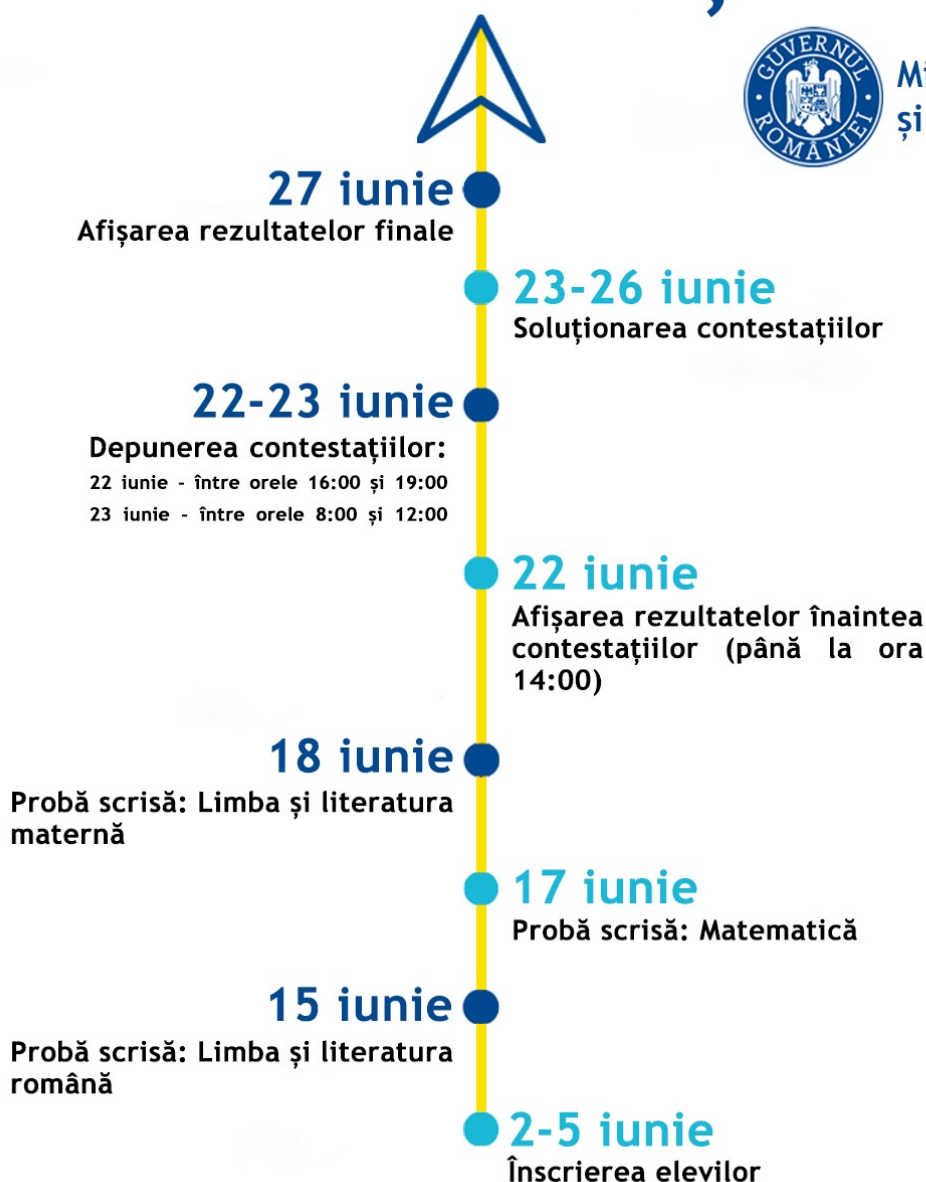 GUVERNUL ROMÂNIEI
și
27 iunie
Afișarea rezultatelor finale
23-26 iunie
Soluționarea contestațiilor
22-23 iunie
Depunerea contestațiilor:
22 iunie - între orele 16:00 și 19:00
23 iunie - între orele 8:00 și 12:00
22 iunie
Afișarea rezultatelor înaintea
contestațiilor (până la ora
14:00)
18 iunie
Probă scrisă: Limba și literatura
maternă
17 iunie
Probă scrisă: Matematică
15 iunie
Probă scrisă: Limba și literatura
română
2-5 iunie
Înscrierea elevilor